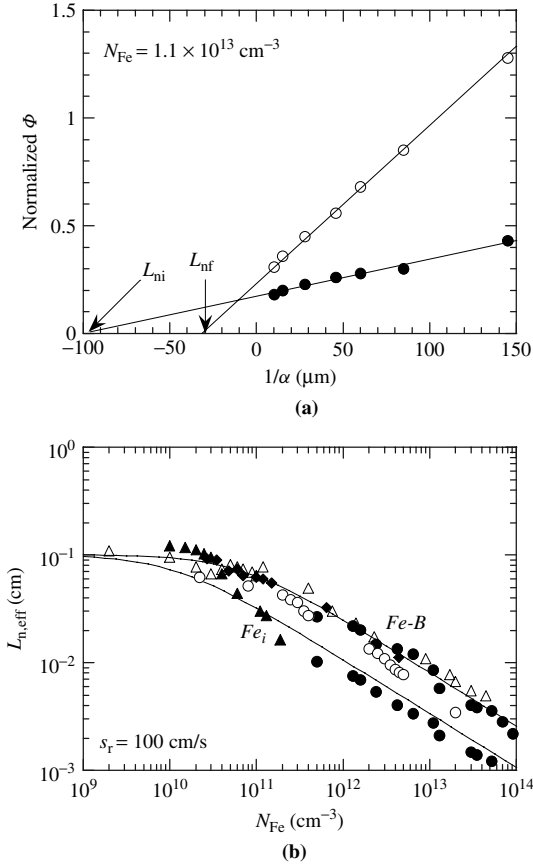 1.5
1
0.5
0
Normalized Φ
N_Fe = 1.1 × 10^13 cm^−3
L_ni
L_nf
−100 −50 0 50 100 150
1/α (μm)
(a)
10^0
10^−1
10^−2
10^−3
L_n,eff (cm)
Fe_i
Fe-B
s_r = 100 cm/s
10^9 10^10 10^11 10^12 10^13 10^14
N_Fe (cm^−3)
(b)